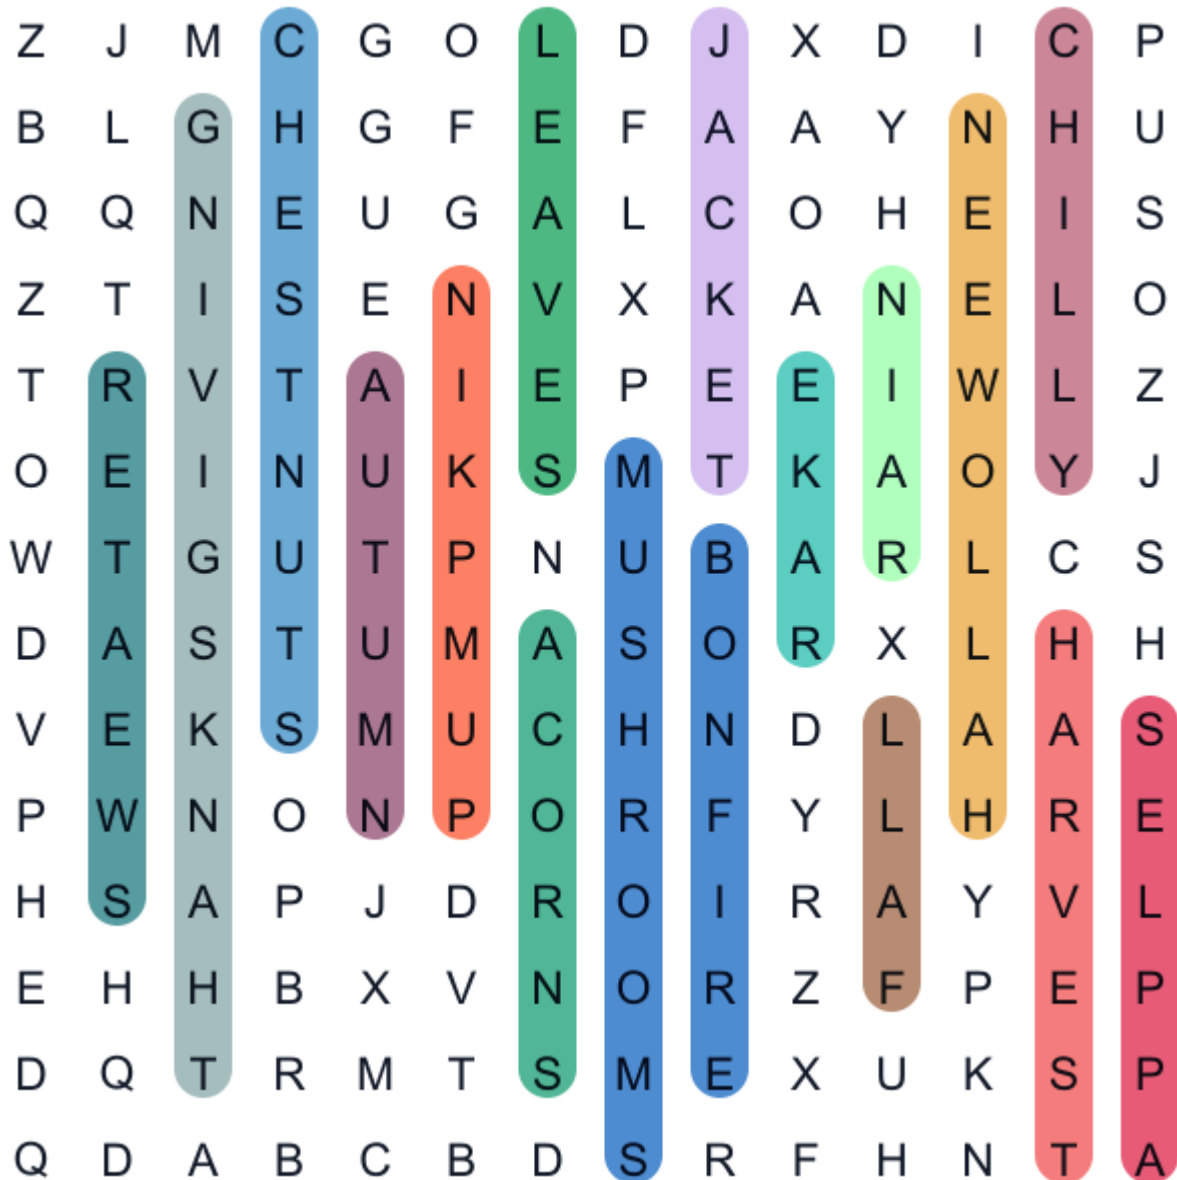 Z J M C G O L D J X D I C P
B L G H G F E F A A Y N H U
Q Q N E U G A L C O H E I S
Z T I S E N V X K A N E L O
T R V T A I E P E E I W L Z
O E I N U K S M T K A O Y J
W T G U T P N U B A R L C S
D A S T U M A S O R X L H H
V E K S M U C H N D L A A S
P W N O N P O R F Y L H R E
H S A P J D R O I R A Y V L
E H H B X V N O R Z F P E P
D Q T R M T S M E X U K S P
Q D A B C B D S R F H N T A